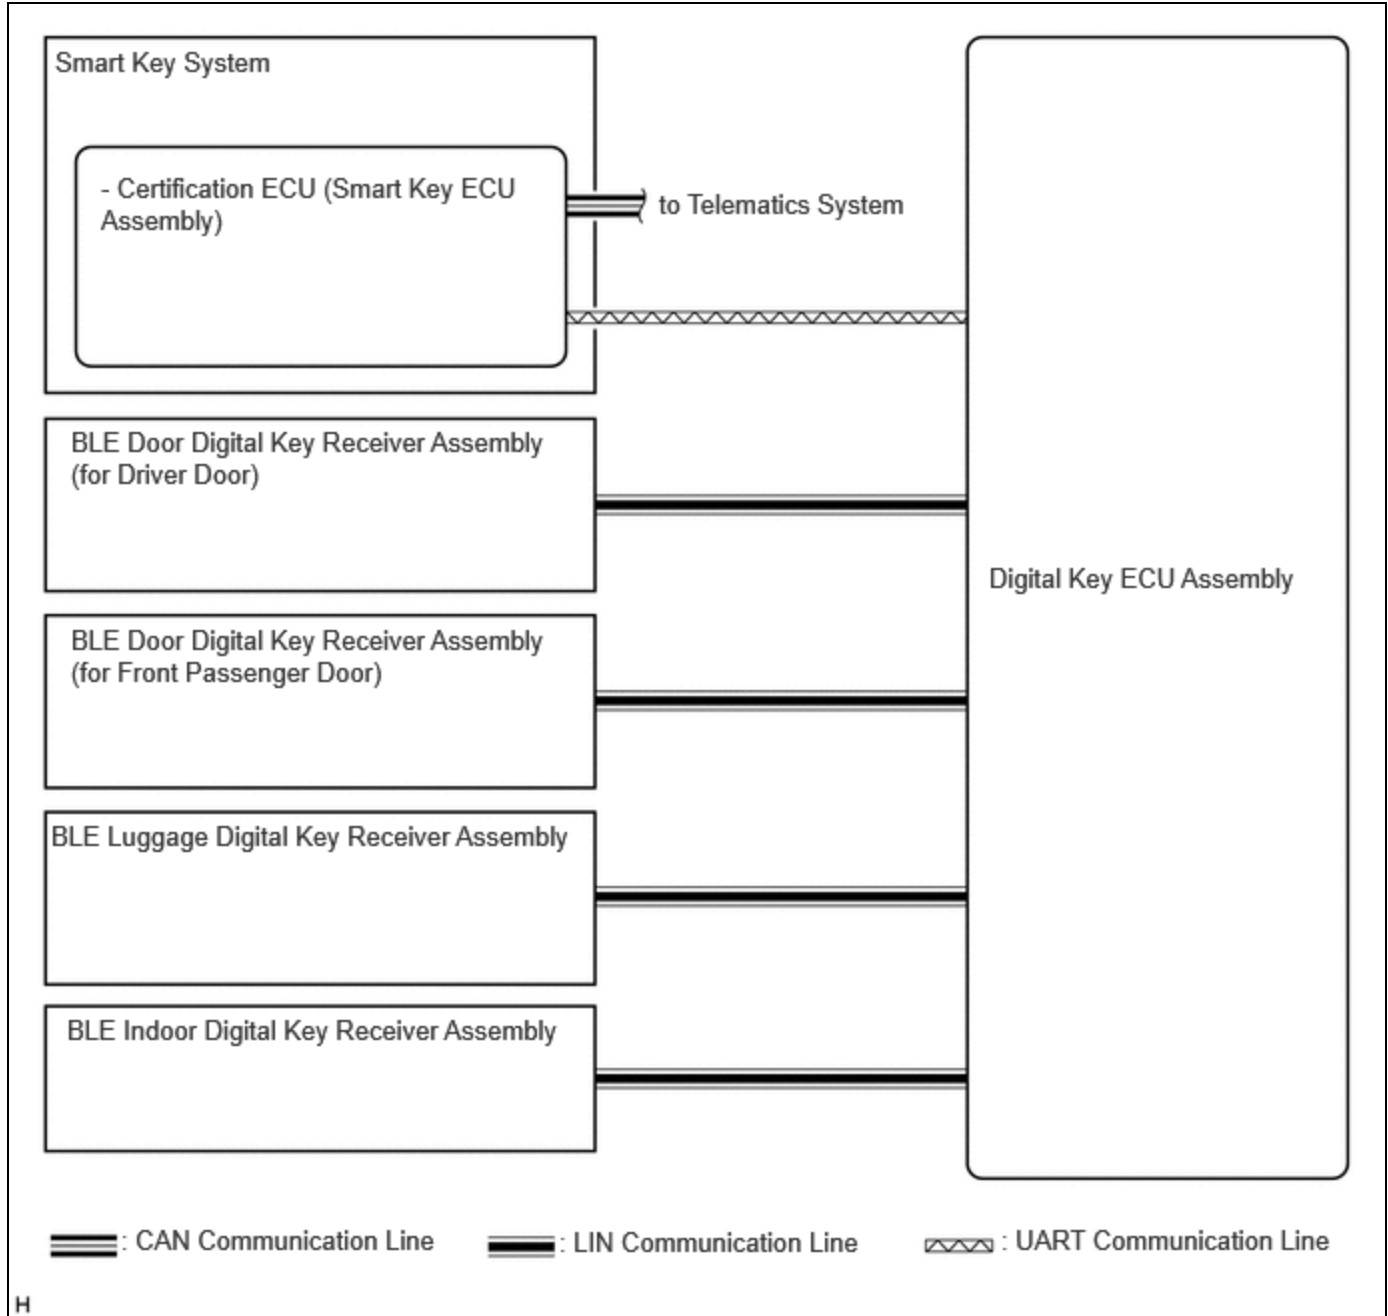 Smart Key System
- Certification ECU (Smart Key ECU
Assembly)
to Telematics System
BLE Door Digital Key Receiver Assembly
(for Driver Door)
Digital Key ECU Assembly
BLE Door Digital Key Receiver Assembly
(for Front Passenger Door)
BLE Luggage Digital Key Receiver Assembly
BLE Indoor Digital Key Receiver Assembly
: CAN Communication Line
: LIN Communication Line
: UART Communication Line
H